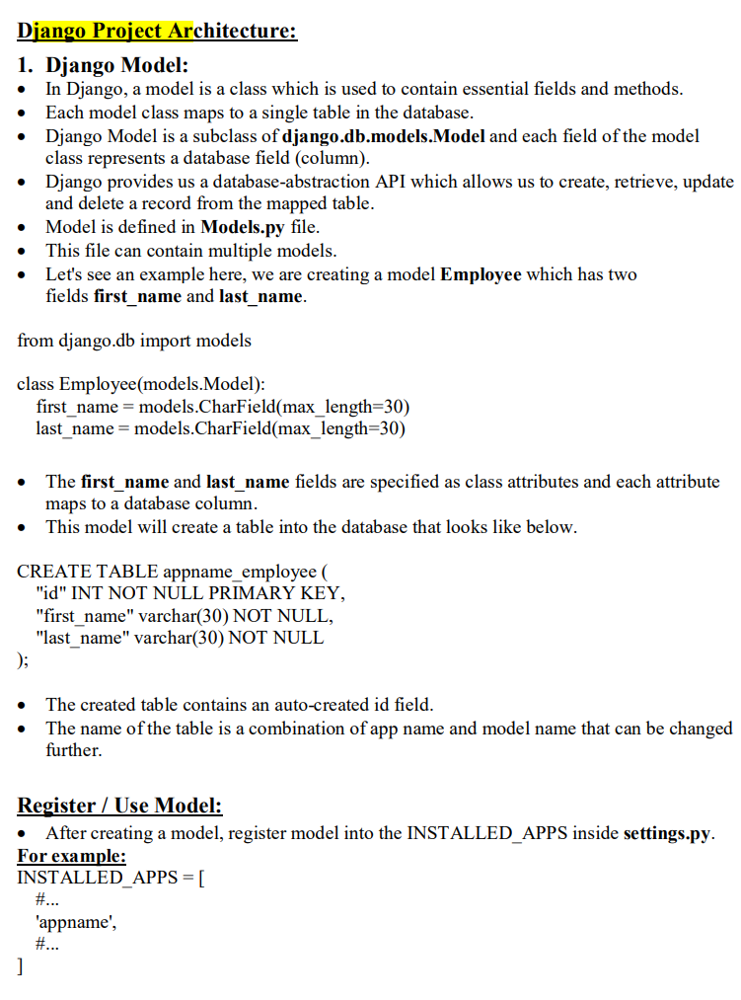 Django Project Architecture:
1. Django Model:
• In Django, a model is a class which is used to contain essential fields and methods.
• Each model class maps to a single table in the database.
• Django Model is a subclass of django.db.models.Model and each field of the model
class represents a database field (column).
• Django provides us a database-abstraction API which allows us to create, retrieve, update
and delete a record from the mapped table.
• Model is defined in Models.py file.
• This file can contain multiple models.
• Let's see an example here, we are creating a model Employee which has two
fields first_name and last_name.
from django.db import models
class Employee(models.Model):
first_name = models.CharField(max_length=30)
last_name = models.CharField(max_length=30)
• The first_name and last_name fields are specified as class attributes and each attribute
maps to a database column.
• This model will create a table into the database that looks like below.
CREATE TABLE appname_employee (
"id" INT NOT NULL PRIMARY KEY,
"first_name" varchar(30) NOT NULL,
"last_name" varchar(30) NOT NULL
);
• The created table contains an auto-created id field.
• The name of the table is a combination of app name and model name that can be changed
further.
Register / Use Model:
• After creating a model, register model into the INSTALLED_APPS inside settings.py.
For example:
INSTALLED_APPS = [
#...
'appname',
#...
]